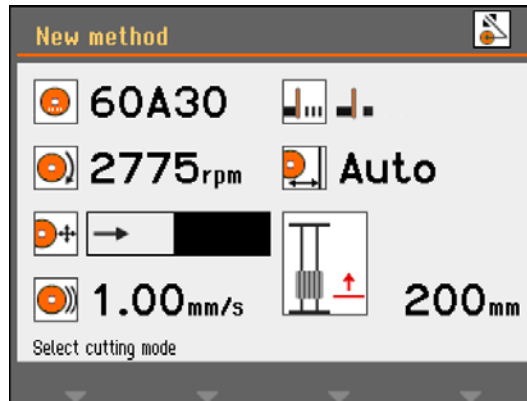 New method
60A30
2775rpm
Auto
1.00mm/s
200mm
Select cutting mode